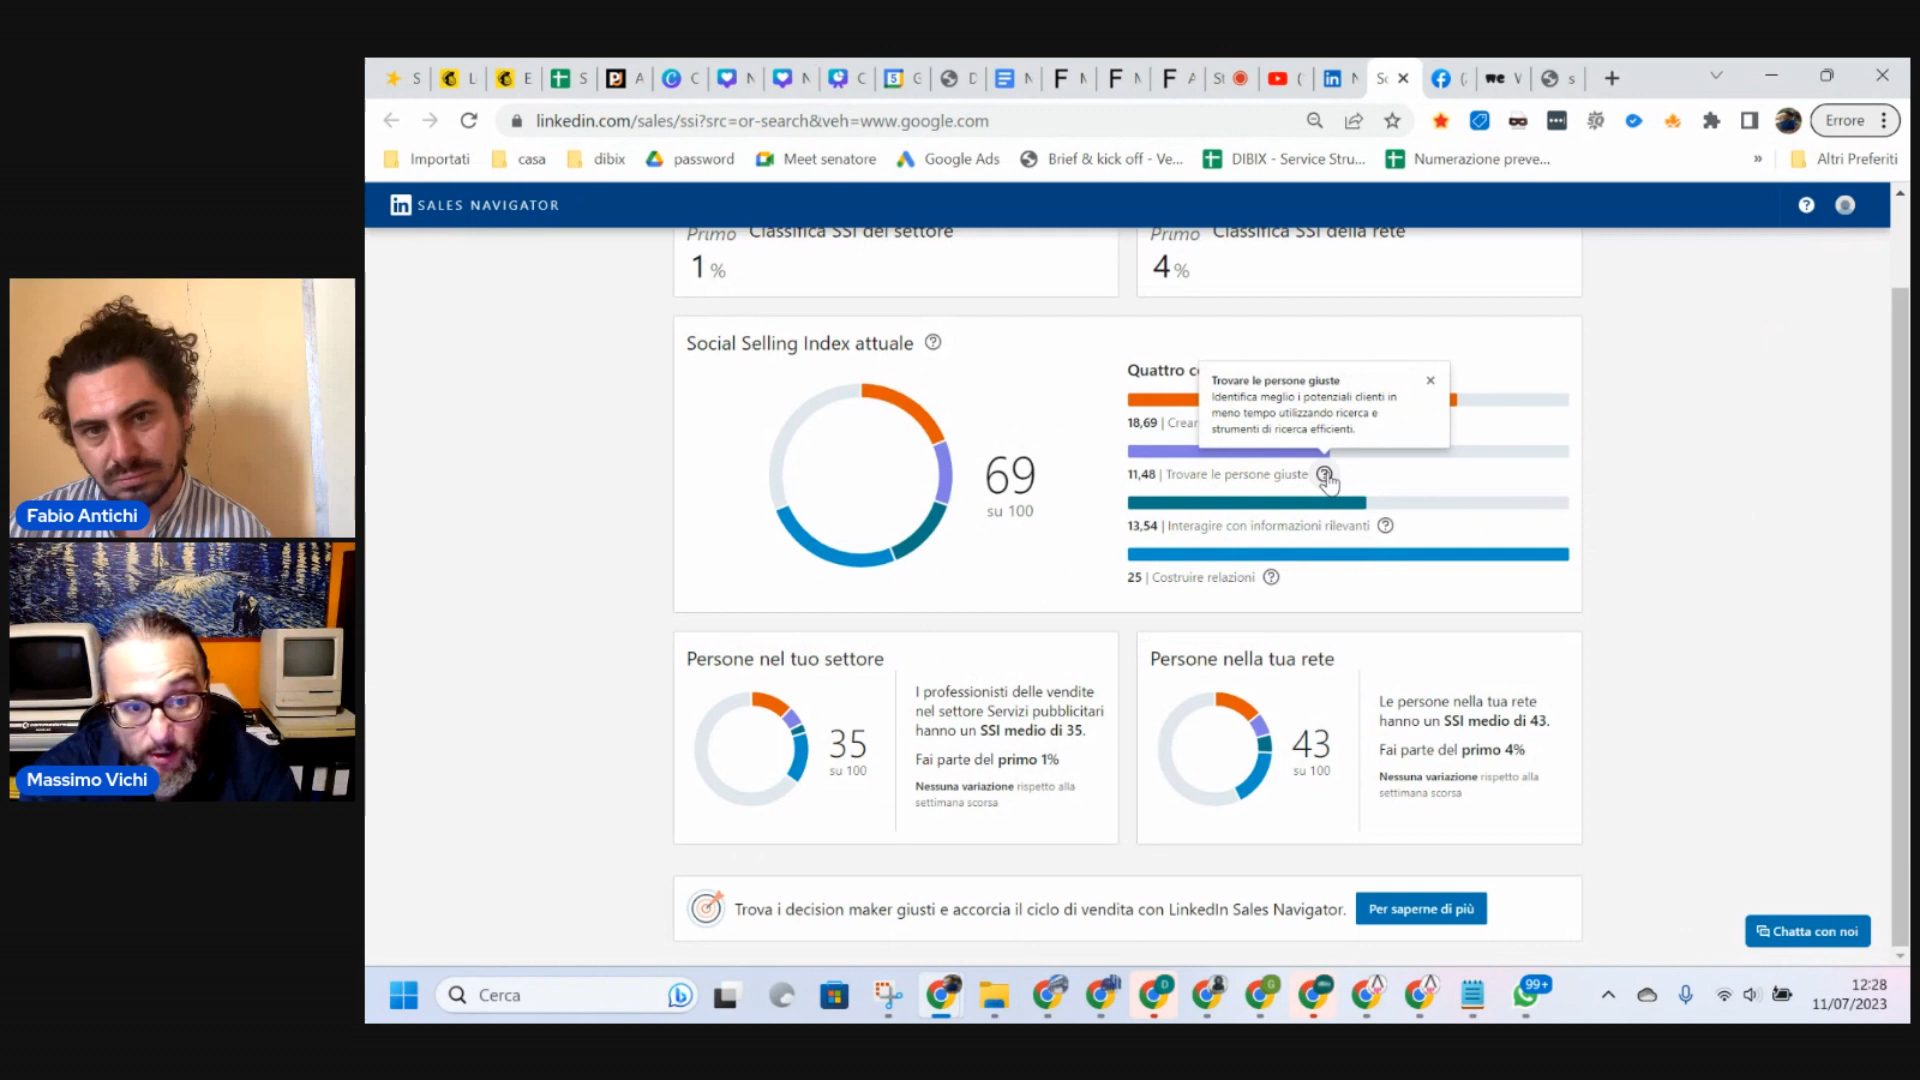 S
L
E
S
A
C
N
N
C
G
D
N
N
N
A
St
N
Sc
(
V
s
linkedin.com/sales/ssi?src=or-search&veh=www.google.com
Errore
Importati
casa
dibix
password
Meet senatore
Google Ads
Brief & kick off - Ve...
DIBIX - Service Stru...
Numerazione preve...
»
Altri Preferiti
in SALES NAVIGATOR
Primo Classifica SSI del settore
1 %
Primo Classifica SSI della rete
4 %
Social Selling Index attuale
69
su 100
Quattro c
Trovare le persone giuste
Identifica meglio i potenziali clienti in
meno tempo utilizzando ricerca e
strumenti di ricerca efficienti.
18,69 | Crear
11,48 | Trovare le persone giuste
13,54 | Interagire con informazioni rilevanti
25 | Costruire relazioni
Persone nel tuo settore
35
su 100
I professionisti delle vendite
nel settore Servizi pubblicitari
hanno un SSI medio di 35.
Fai parte del primo 1%
Nessuna variazione rispetto alla
settimana scorsa
Persone nella tua rete
43
su 100
Le persone nella tua rete
hanno un SSI medio di 43.
Fai parte del primo 4%
Nessuna variazione rispetto alla
settimana scorsa
Trova i decision maker giusti e accorcia il ciclo di vendita con LinkedIn Sales Navigator.
Per saperne di più
Chatta con noi
Fabio Antichi
Massimo Vichi
Cerca
99+
12:28
11/07/2023